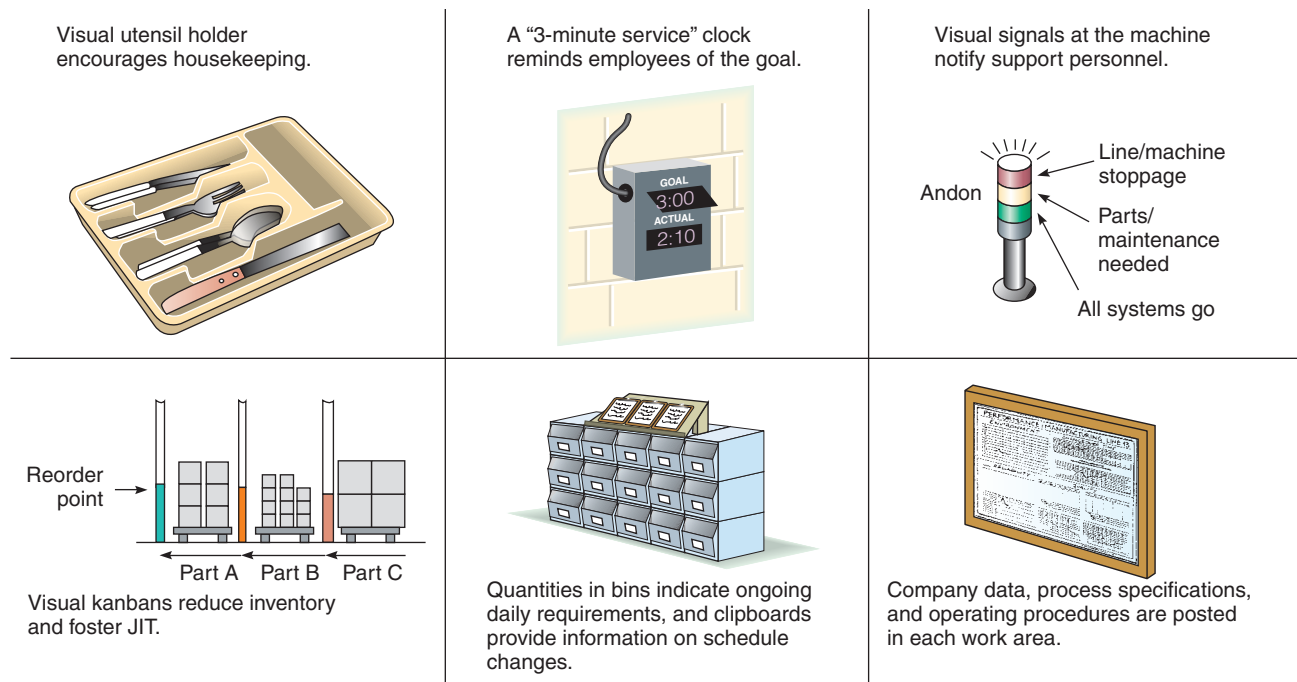 Visual utensil holder
encourages housekeeping.
A “3-minute service” clock
reminds employees of the goal.
GOAL
3:00
ACTUAL
2:10
Visual signals at the machine
notify support personnel.
Andon
Line/machine
stoppage
Parts/
maintenance
needed
All systems go
Reorder
point
Part A
Part B
Part C
Visual kanbans reduce inventory
and foster JIT.
Quantities in bins indicate ongoing
daily requirements, and clipboards
provide information on schedule
changes.
PERFORMANCE: MANUFACTURING LINE 13
Company data, process specifications,
and operating procedures are posted
in each work area.